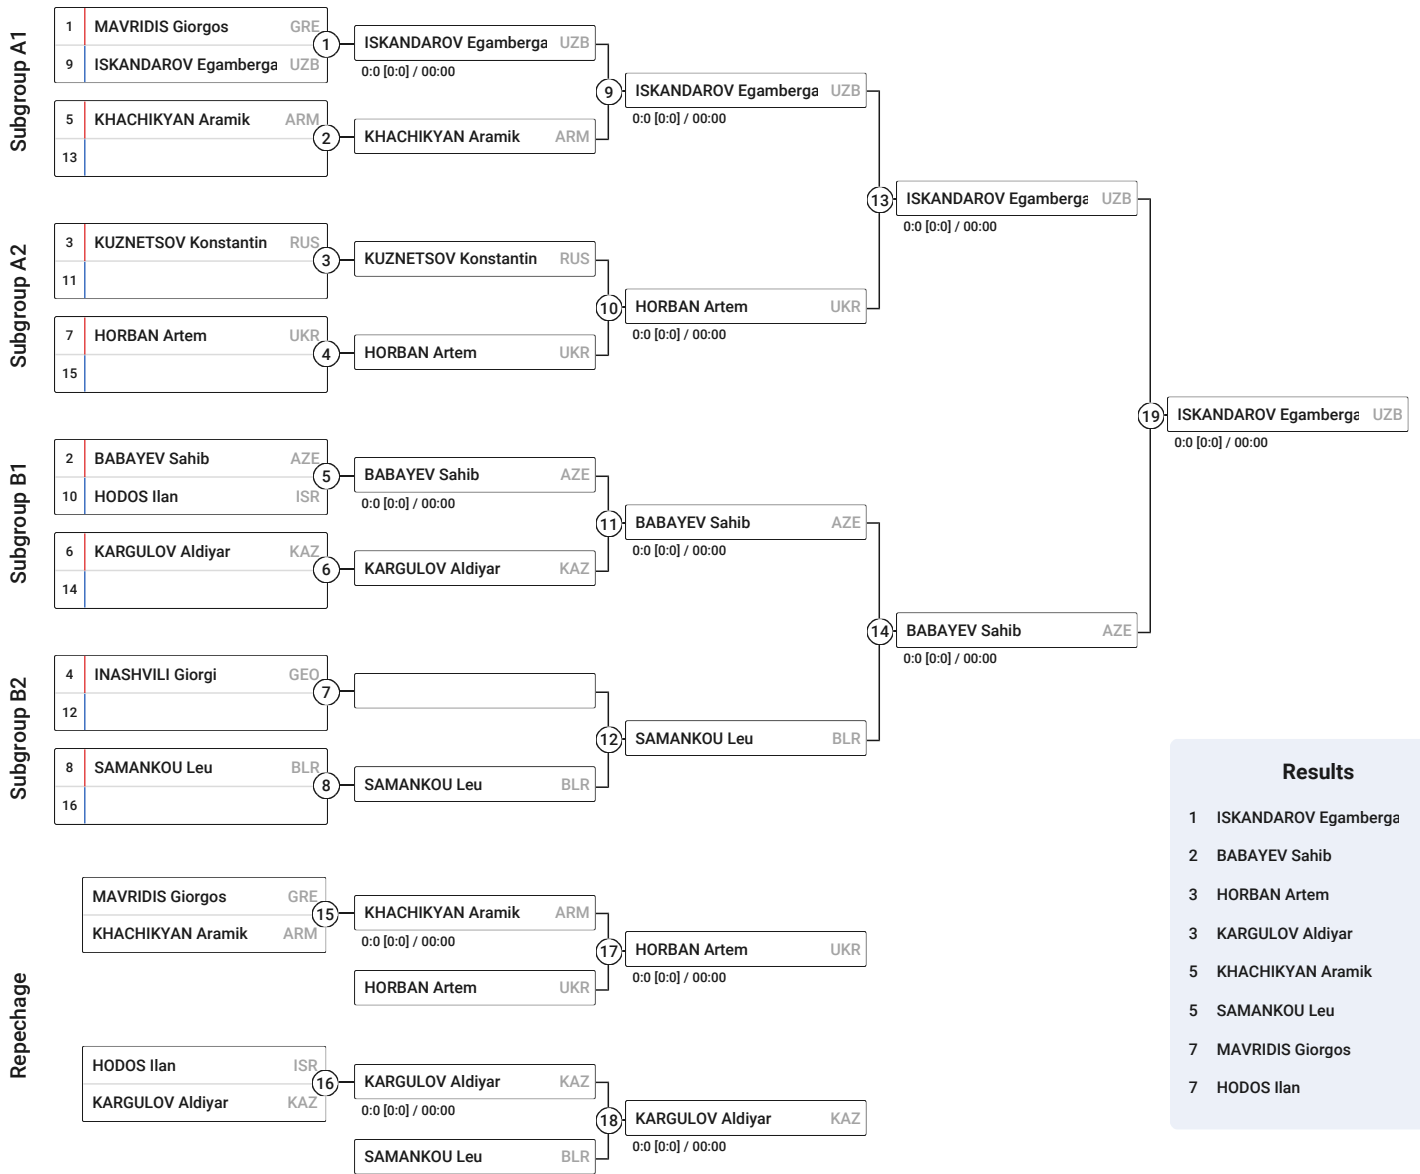 Subgroup A1
1 MAVRIDIS Giorgos GRE
9 ISKANDAROV Egamberga UZB
1
ISKANDAROV Egamberga UZB
0:0 [0:0] / 00:00
5 KHACHIKYAN Aramik ARM
13
2
KHACHIKYAN Aramik ARM
9
ISKANDAROV Egamberga UZB
0:0 [0:0] / 00:00
Subgroup A2
3 KUZNETSOV Konstantin RUS
11
3
KUZNETSOV Konstantin RUS
7 HORBAN Artem UKR
15
4
HORBAN Artem UKR
10
HORBAN Artem UKR
0:0 [0:0] / 00:00
13
ISKANDAROV Egamberga UZB
0:0 [0:0] / 00:00
Subgroup B1
2 BABAYEV Sahib AZE
10 HODOS Ilan ISR
5
BABAYEV Sahib AZE
0:0 [0:0] / 00:00
6 KARGULOV Aldiyar KAZ
14
6
KARGULOV Aldiyar KAZ
11
BABAYEV Sahib AZE
0:0 [0:0] / 00:00
Subgroup B2
4 INASHVILI Giorgi GEO
12
7
8 SAMANKOU Leu BLR
16
8
SAMANKOU Leu BLR
12
SAMANKOU Leu BLR
14
BABAYEV Sahib AZE
0:0 [0:0] / 00:00
19
ISKANDAROV Egamberga UZB
0:0 [0:0] / 00:00
Repechage
MAVRIDIS Giorgos GRE
KHACHIKYAN Aramik ARM
15
KHACHIKYAN Aramik ARM
0:0 [0:0] / 00:00
HORBAN Artem UKR
17
HORBAN Artem UKR
0:0 [0:0] / 00:00
HODOS Ilan ISR
KARGULOV Aldiyar KAZ
16
KARGULOV Aldiyar KAZ
0:0 [0:0] / 00:00
SAMANKOU Leu BLR
18
KARGULOV Aldiyar KAZ
0:0 [0:0] / 00:00
Results
1 ISKANDAROV Egamberga
2 BABAYEV Sahib
3 HORBAN Artem
3 KARGULOV Aldiyar
5 KHACHIKYAN Aramik
5 SAMANKOU Leu
7 MAVRIDIS Giorgos
7 HODOS Ilan